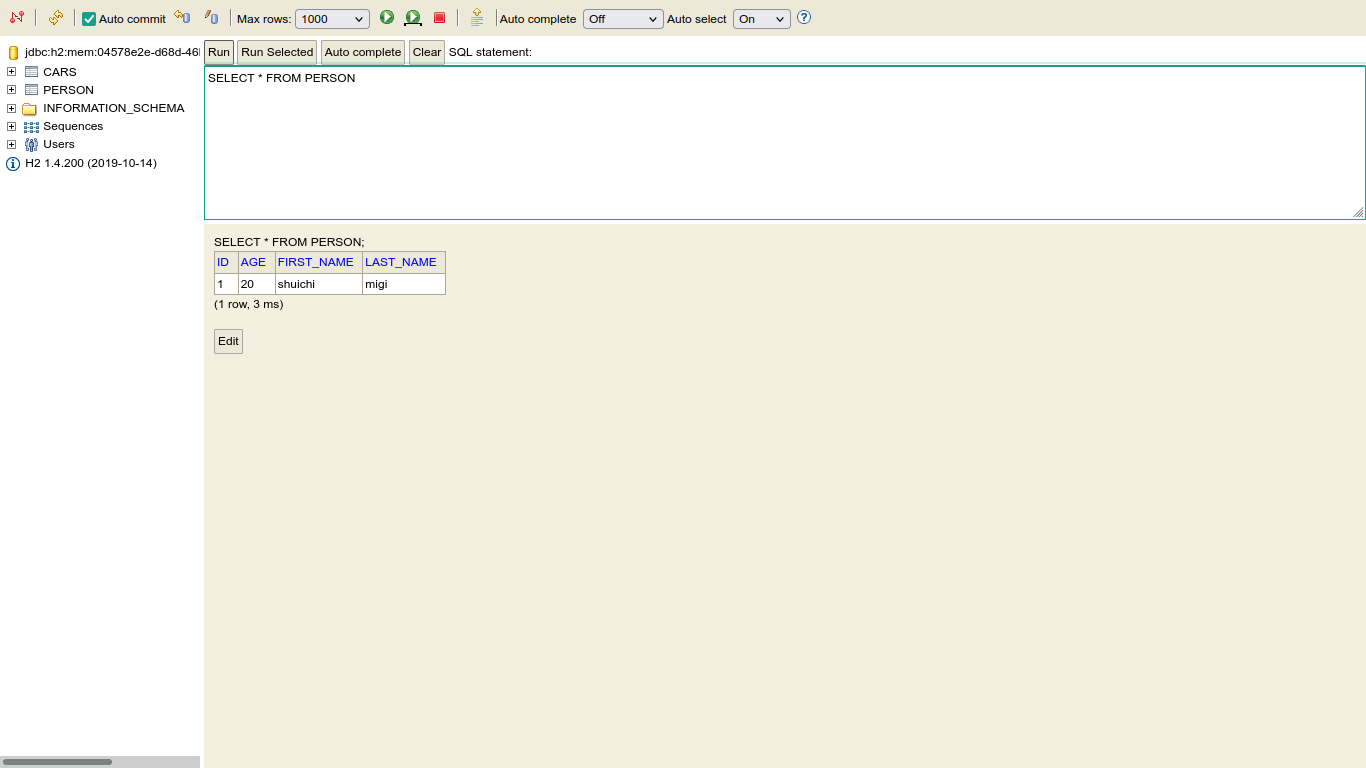 Auto commit Max rows: 1000 Auto complete Off Auto select On
jdbc:h2:mem:04578e2e-d68d-46
CARS
PERSON
INFORMATION_SCHEMA
Sequences
Users
H2 1.4.200 (2019-10-14)
Run Run Selected Auto complete Clear SQL statement:
SELECT * FROM PERSON
SELECT * FROM PERSON;
ID AGE FIRST_NAME LAST_NAME
1 20 shuichi migi
(1 row, 3 ms)
Edit